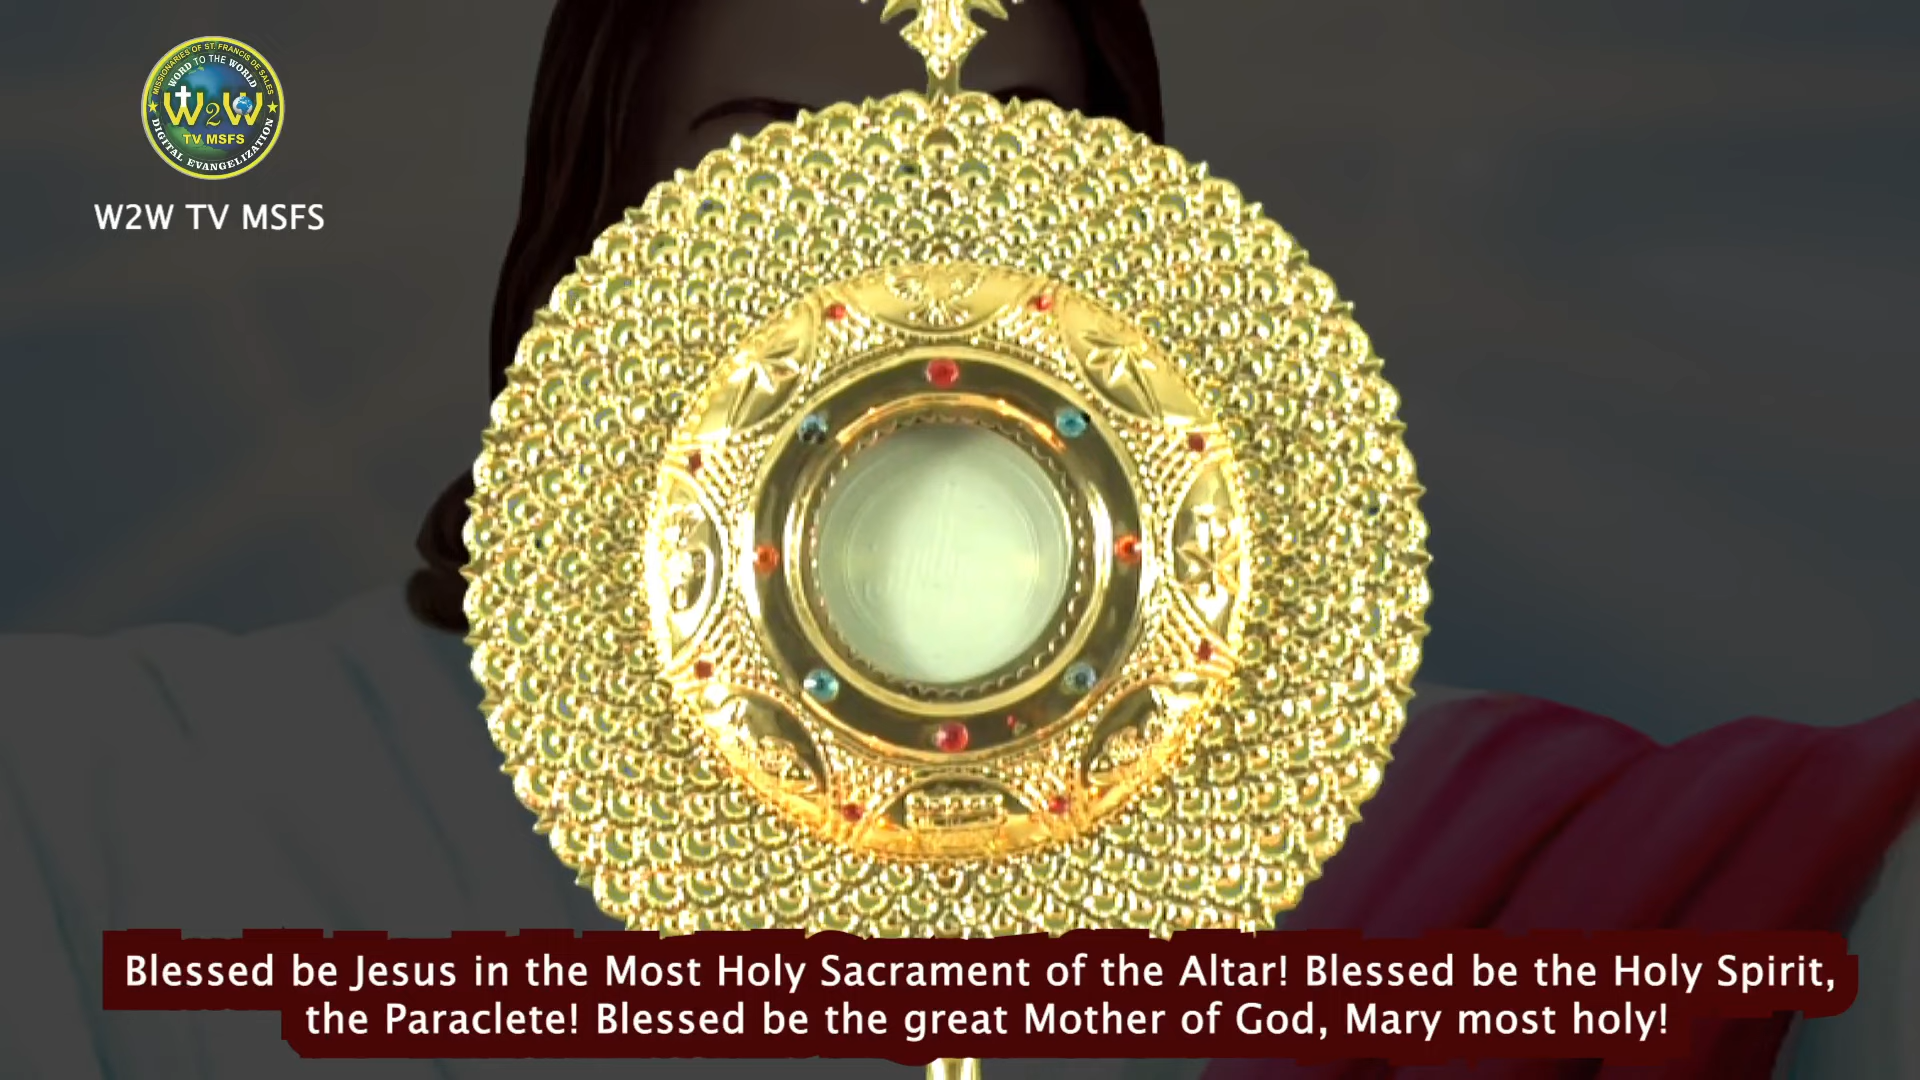 MISSIONARIES OF ST. FRANCIS DE SALES
WORD TO THE WORLD
W2W
TV MSFS
DIGITAL EVANGELIZATION
W2W TV MSFS
Blessed be Jesus in the Most Holy Sacrament of the Altar! Blessed be the Holy Spirit,
the Paraclete! Blessed be the great Mother of God, Mary most holy!